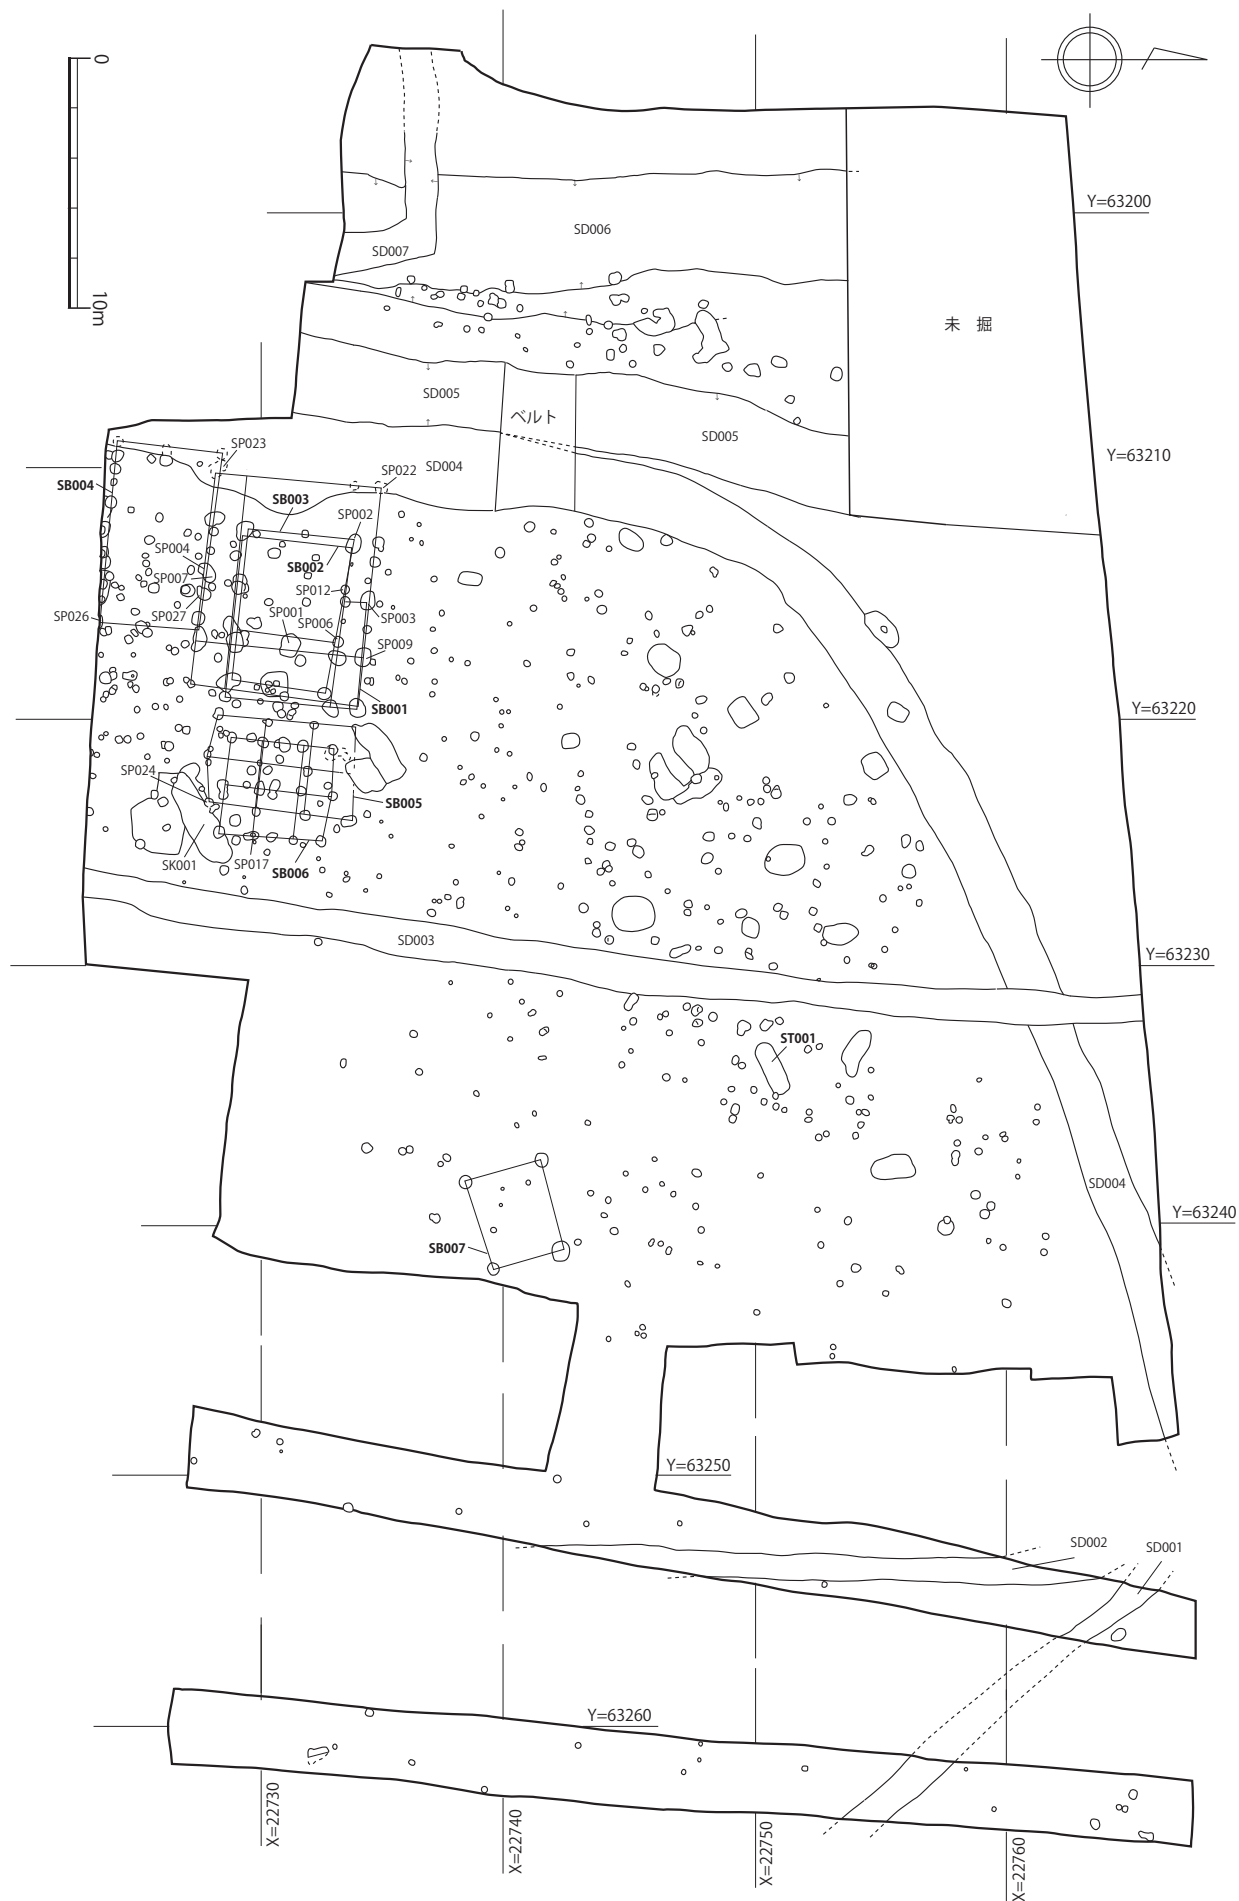 0
10m
Y=63200
SD006
SD007
未　掘
SD005
ベルト
SD005
SP023
SD004
SP022
Y=63210
SB004
SB003
SP002
SP004
SB002
SP007
SP012
SP026
SP027
SP001
SP006
SP003
SP009
SB001
Y=63220
SP024
SB005
SK001
SP017
SB006
SD003
Y=63230
ST001
SD004
Y=63240
SB007
Y=63250
SD002
SD001
Y=63260
X=22730
X=22740
X=22750
X=22760